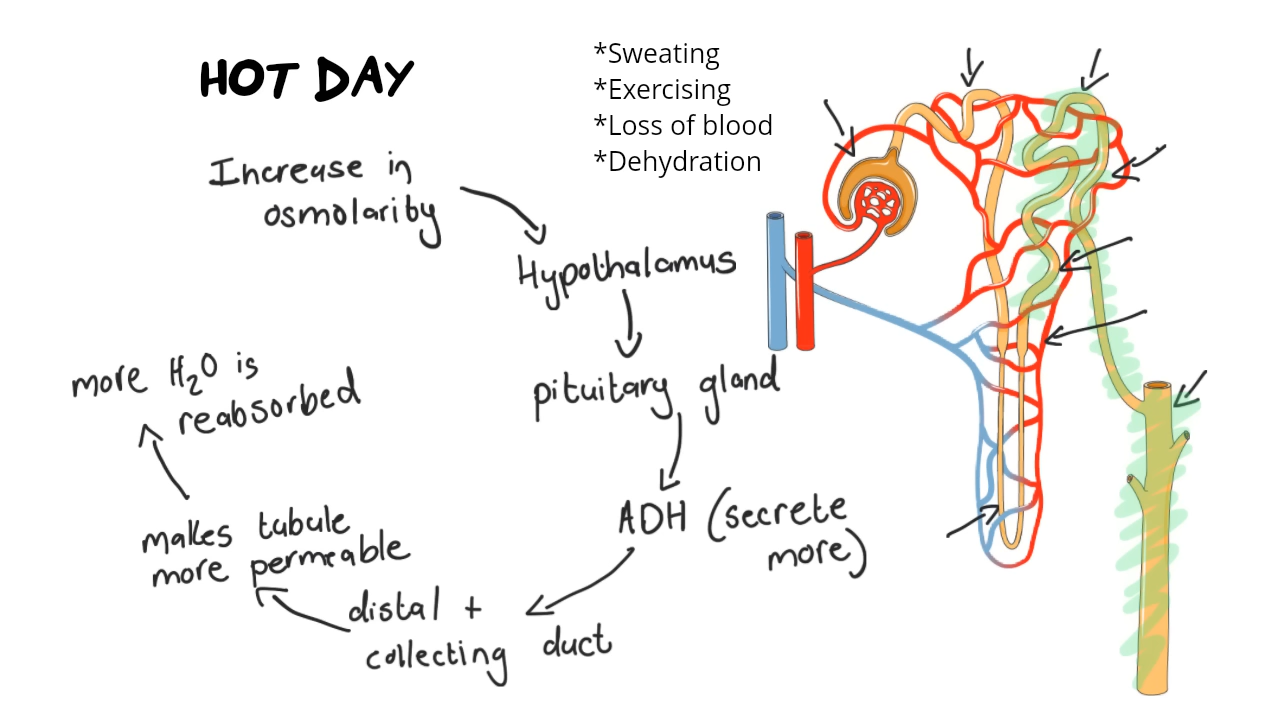 HOT DAY
*Sweating
*Exercising
*Loss of blood
*Dehydration
Increase in
osmolarity
Hypothalamus
pituitary gland
ADH (secrete
more)
distal +
collecting duct
makes tubule
more permeable
more H₂O is
reabsorbed